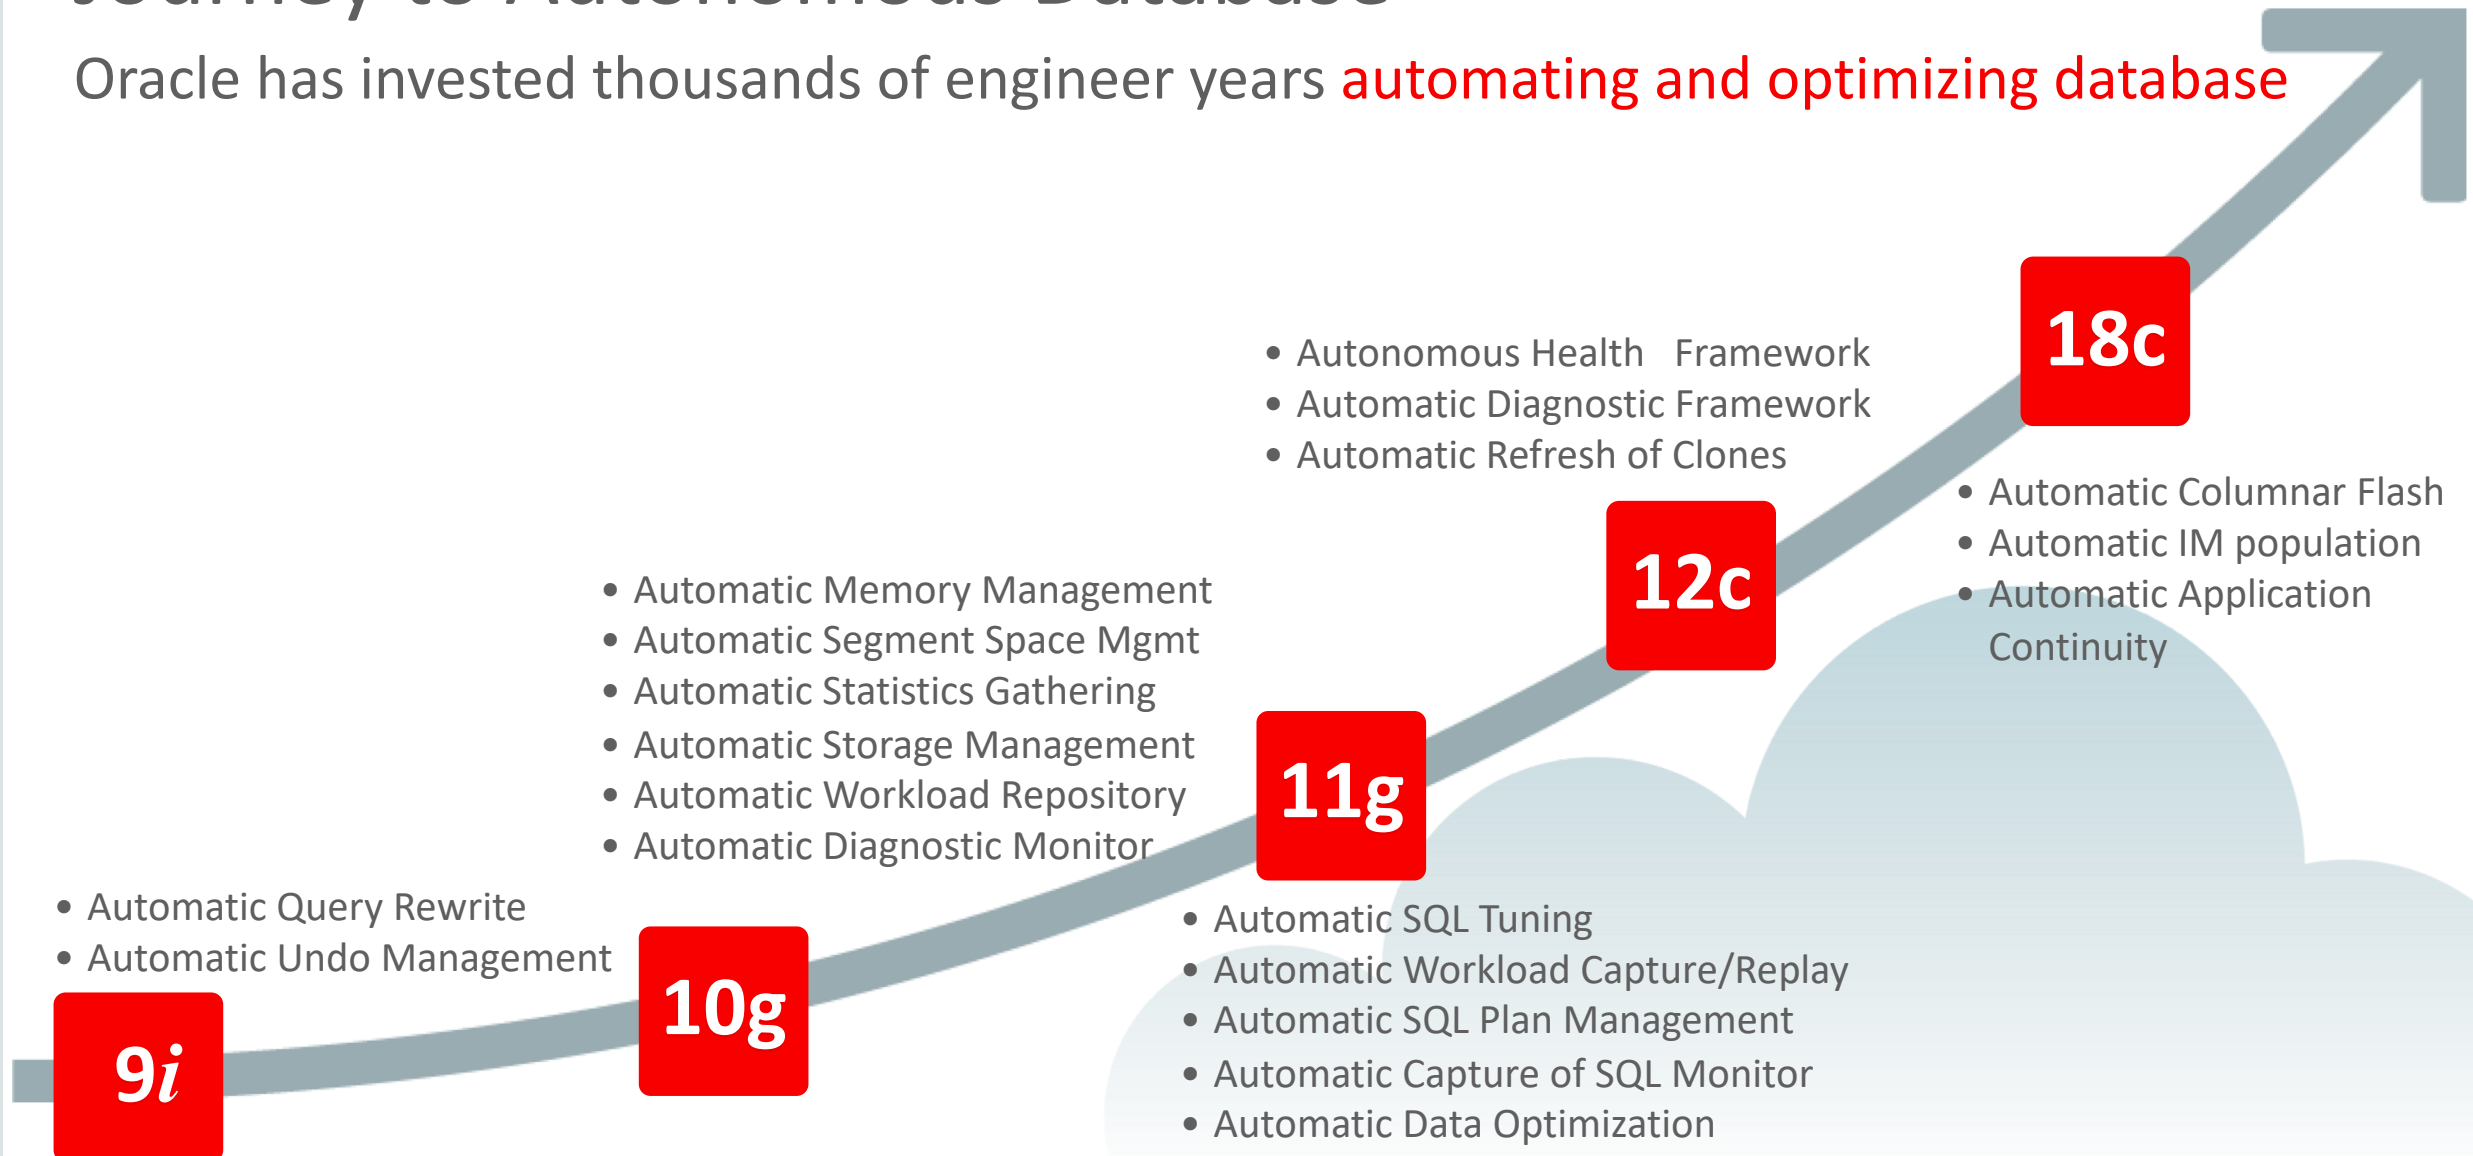 Journey to Autonomous Database
Oracle has invested thousands of engineer years automating and optimizing database
• Automatic Query Rewrite
• Automatic Undo Management
9i
• Automatic Memory Management
• Automatic Segment Space Mgmt
• Automatic Statistics Gathering
• Automatic Storage Management
• Automatic Workload Repository
• Automatic Diagnostic Monitor
10g
11g
• Automatic SQL Tuning
• Automatic Workload Capture/Replay
• Automatic SQL Plan Management
• Automatic Capture of SQL Monitor
• Automatic Data Optimization
• Autonomous Health Framework
• Automatic Diagnostic Framework
• Automatic Refresh of Clones
12c
18c
• Automatic Columnar Flash
• Automatic IM population
• Automatic Application
Continuity